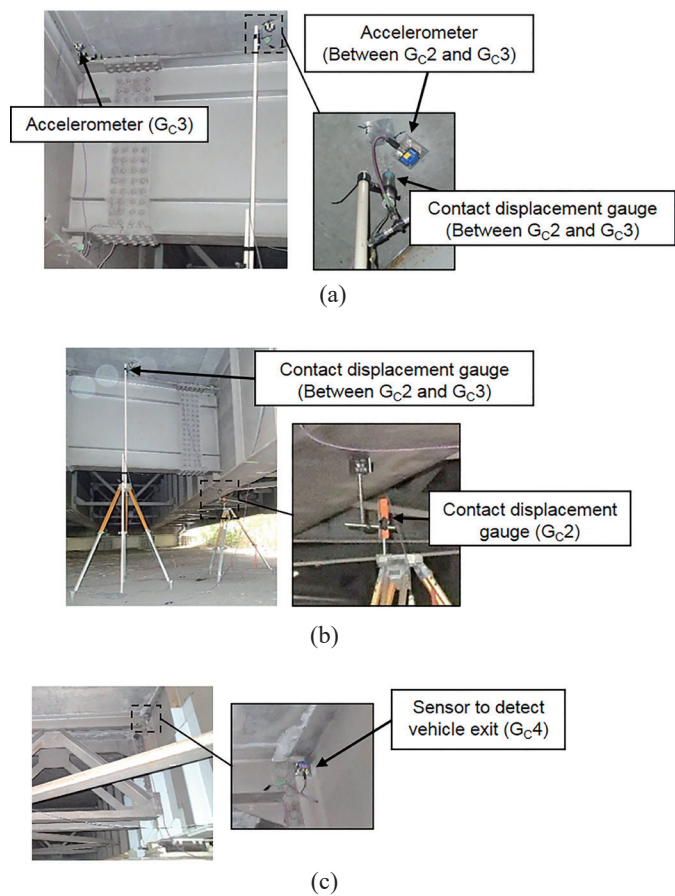 Accelerometer
(Between GC2 and GC3)
Accelerometer (GC3)
Contact displacement gauge
(Between GC2 and GC3)
(a)
Contact displacement gauge
(Between GC2 and GC3)
Contact displacement
gauge (GC2)
(b)
Sensor to detect
vehicle exit (GC4)
(c)